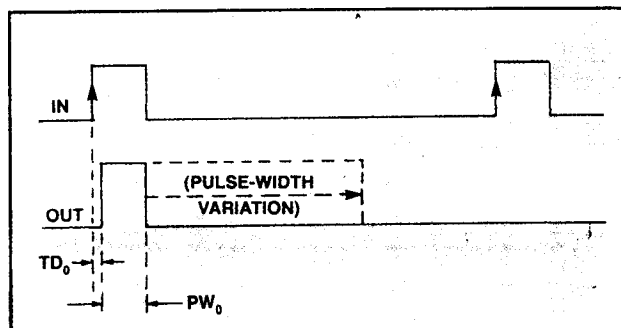 IN
(PULSE-WIDTH
VARIATION)
OUT
TD₀
PW₀